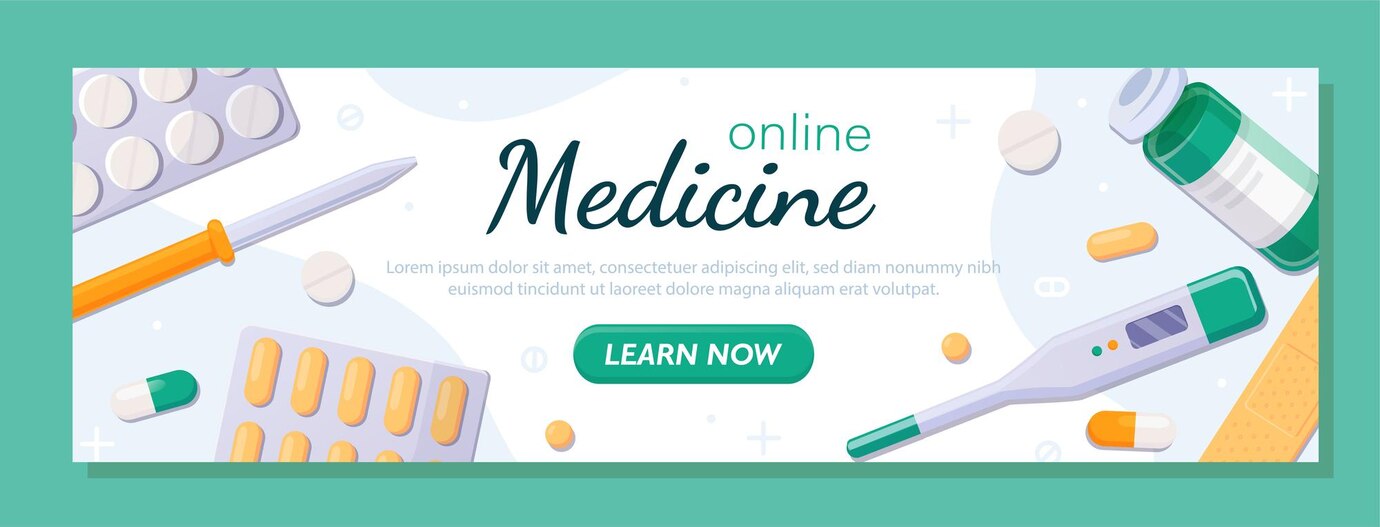 online
Medicine
Lorem ipsum dolor sit amet, consectetuer adipiscing elit, sed diam nonummy nibh
euismod tincidunt ut laoreet dolore magna aliquam erat volutpat.
LEARN NOW